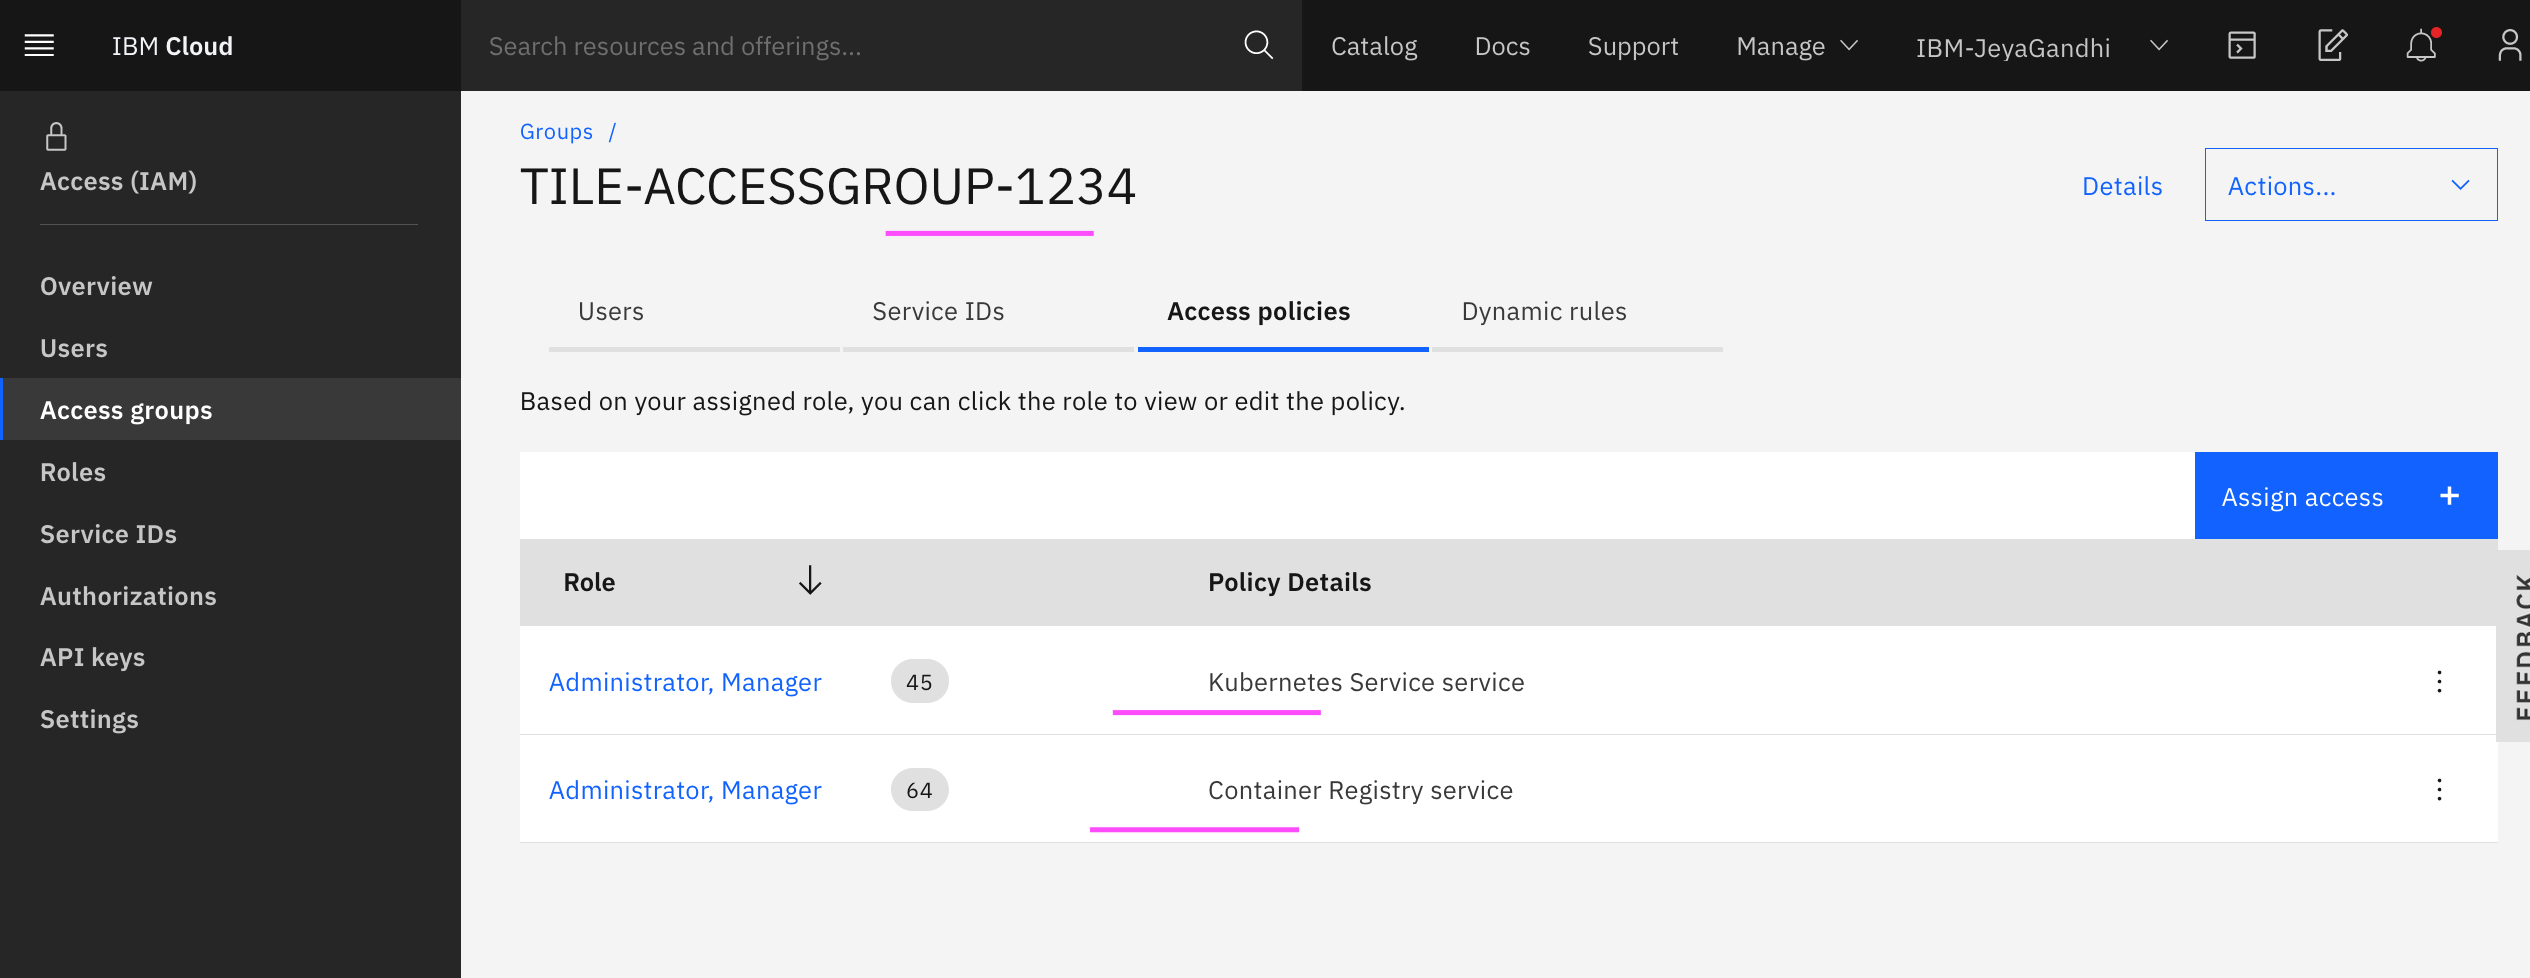 IBM Cloud
Search resources and offerings...
Catalog
Docs
Support
Manage
IBM-JeyaGandhi
Access (IAM)
Overview
Users
Access groups
Roles
Service IDs
Authorizations
API keys
Settings
Groups /
TILE-ACCESSGROUP-1234
Details
Actions...
Users
Service IDs
Access policies
Dynamic rules
Based on your assigned role, you can click the role to view or edit the policy.
Assign access +
Role
Policy Details
Administrator, Manager 45 Kubernetes Service service
Administrator, Manager 64 Container Registry service
FEEDBACK